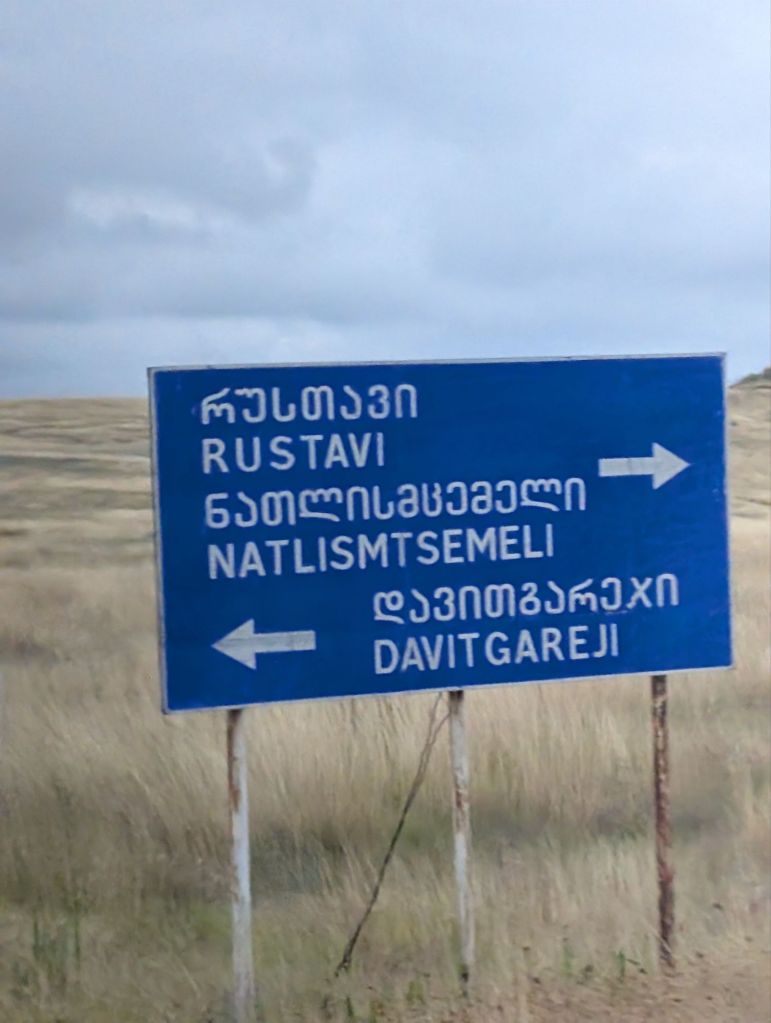 რუსთავი
RUSTAVI
ნათლისმცემელი
NATLISMTSEMELI
დავითგარეჯი
DAVITGAREJI